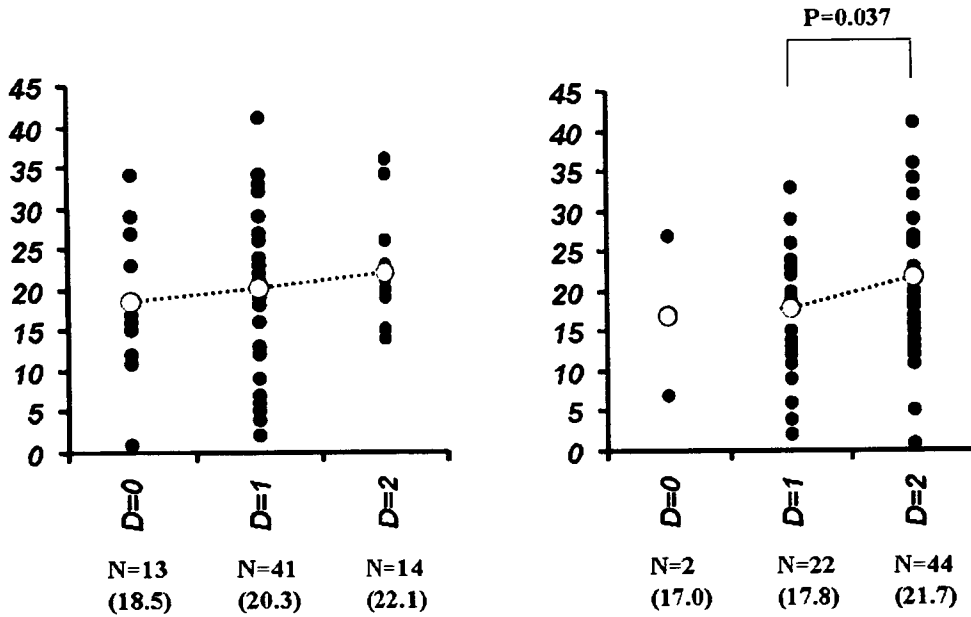 P=0.037
45
40
35
30
25
20
15
10
5
0
D=0
D=1
D=2
N=13
(18.5)
N=41
(20.3)
N=14
(22.1)
45
40
35
30
25
20
15
10
5
0
D=0
D=1
D=2
N=2
(17.0)
N=22
(17.8)
N=44
(21.7)